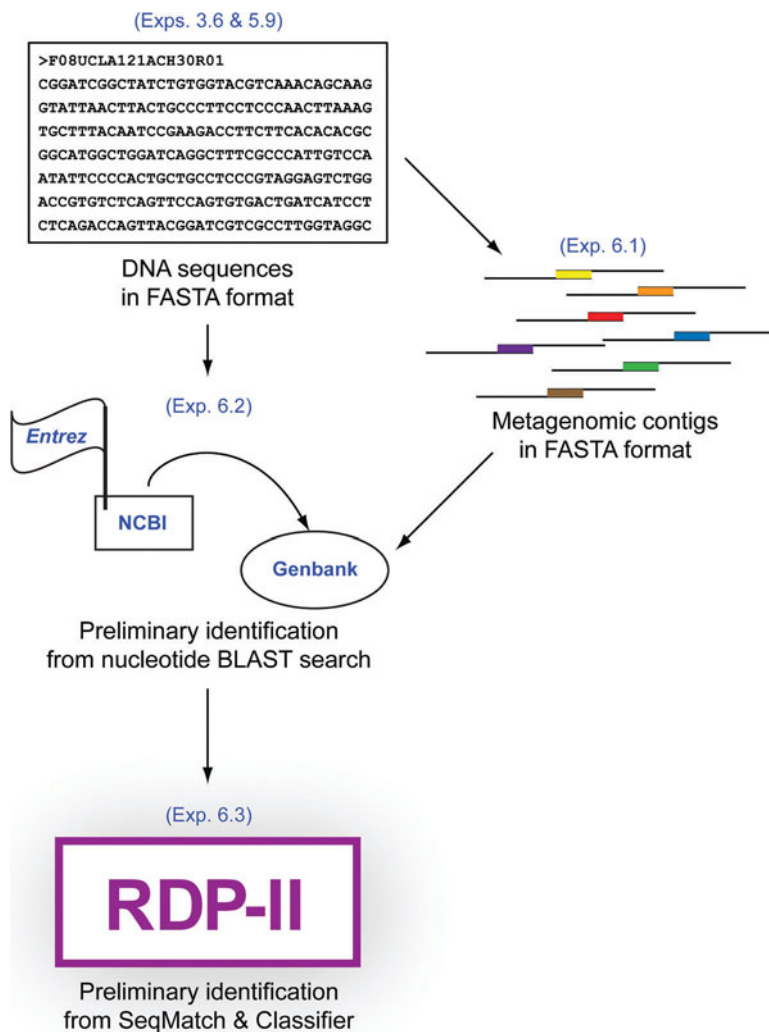 (Exps. 3.6 & 5.9)
>F08UCLA121ACH30R01
CGGATCGGCTATCTGTGGTACGTCAAACAGCAAG
GTATTAACTTACTGCCCTTCCTCCCAACTTAAAG
TGCTTTACAATCCGAAGACCTTCTTCACACACGC
GGCATGGCTGGATCAGGCTTTCGCCCATTGTCCA
ATATTCCCCACTGCTGCCTCCCGTAGGAGTCTGG
ACCGTGTCTCAGTTCCAGTGTGACTGATCATCCT
CTCAGACCAGTTACGGATCGTCGCCTTGGTAGGC
DNA sequences
in FASTA format
(Exp. 6.1)
Metagenomic contigs
in FASTA format
(Exp. 6.2)
Entrez
NCBI
Genbank
Preliminary identification
from nucleotide BLAST search
(Exp. 6.3)
RDP-II
Preliminary identification
from SeqMatch & Classifier